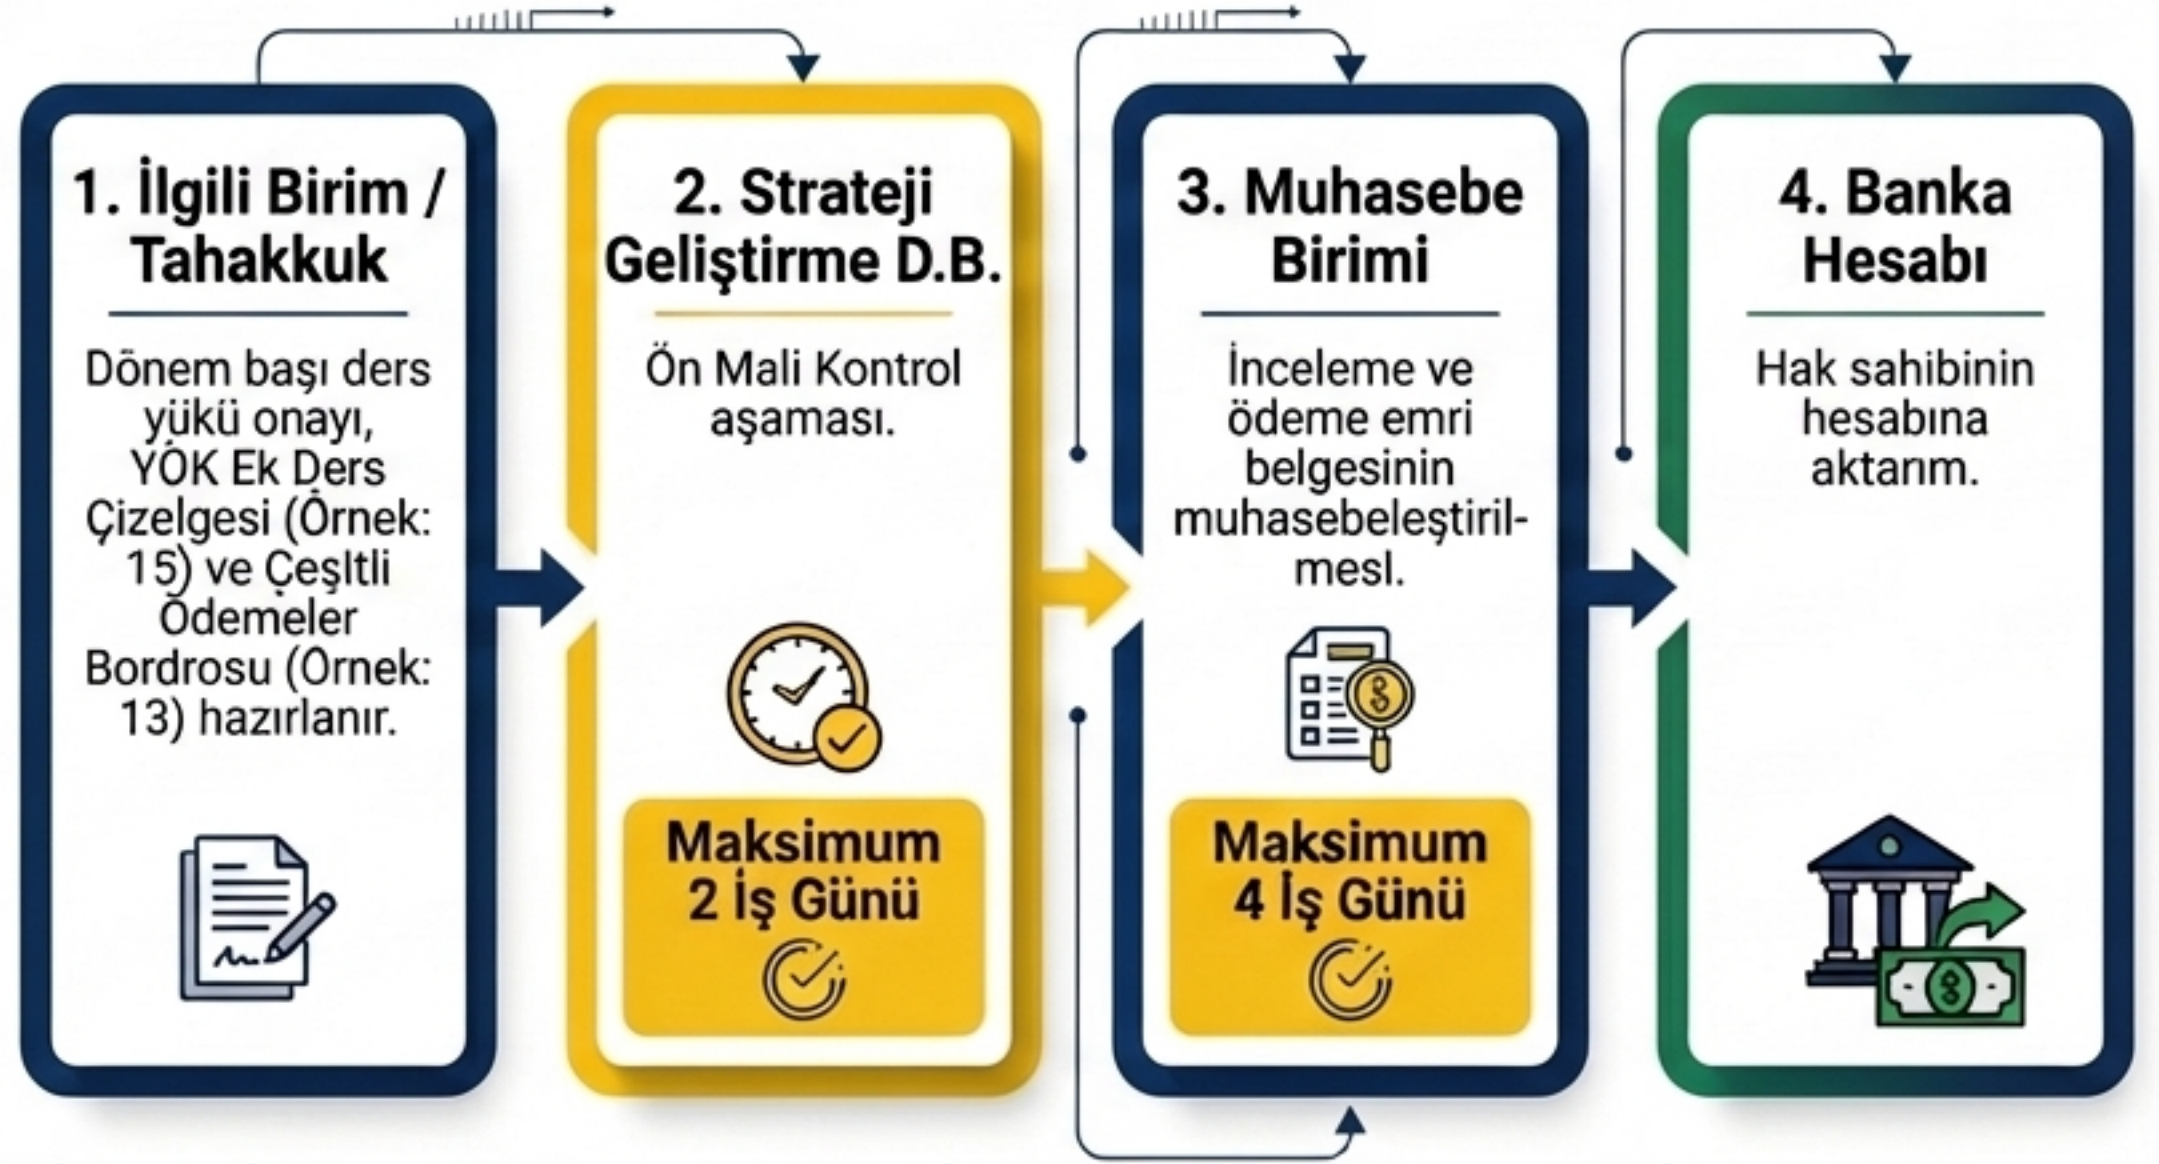 1. İlgili Birim /
Tahakkuk
Dönem başı ders
yükü onayı,
YÖK Ek Ders
Çizelgesi (Örnek:
15) ve Çeşltli
Ödemeler
Bordrosu (Örnek:
13) hazırlanır.
2. Strateji
Geliştirme D.B.
Ön Mali Kontrol
aşaması.
Maksimum
2 İş Günü
3. Muhasebe
Birimi
İnceleme ve
ödeme emri
belgesinin
muhasebeleştiril-
mesl.
Maksimum
4 İş Günü
4. Banka
Hesabı
Hak sahibinin
hesabına
aktarım.